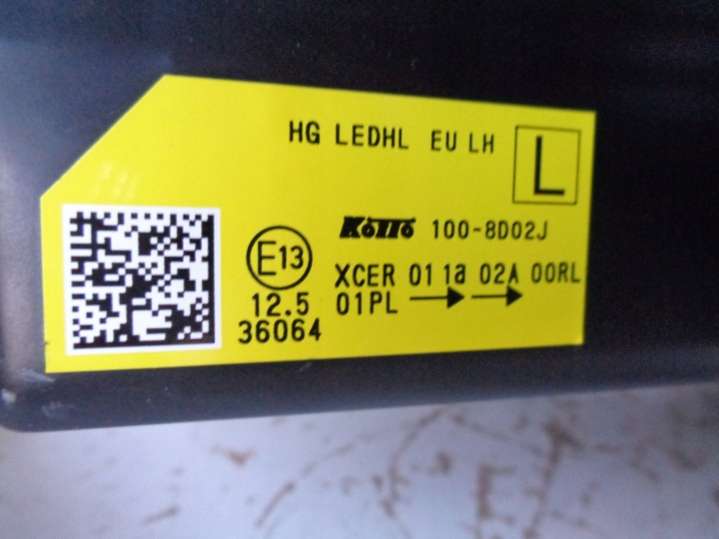 HG LEDHL EU LH
L
KOITO 100-8D02J
E13
XCER 01 1a 02A 00RL
12.5 01PL → →
36064